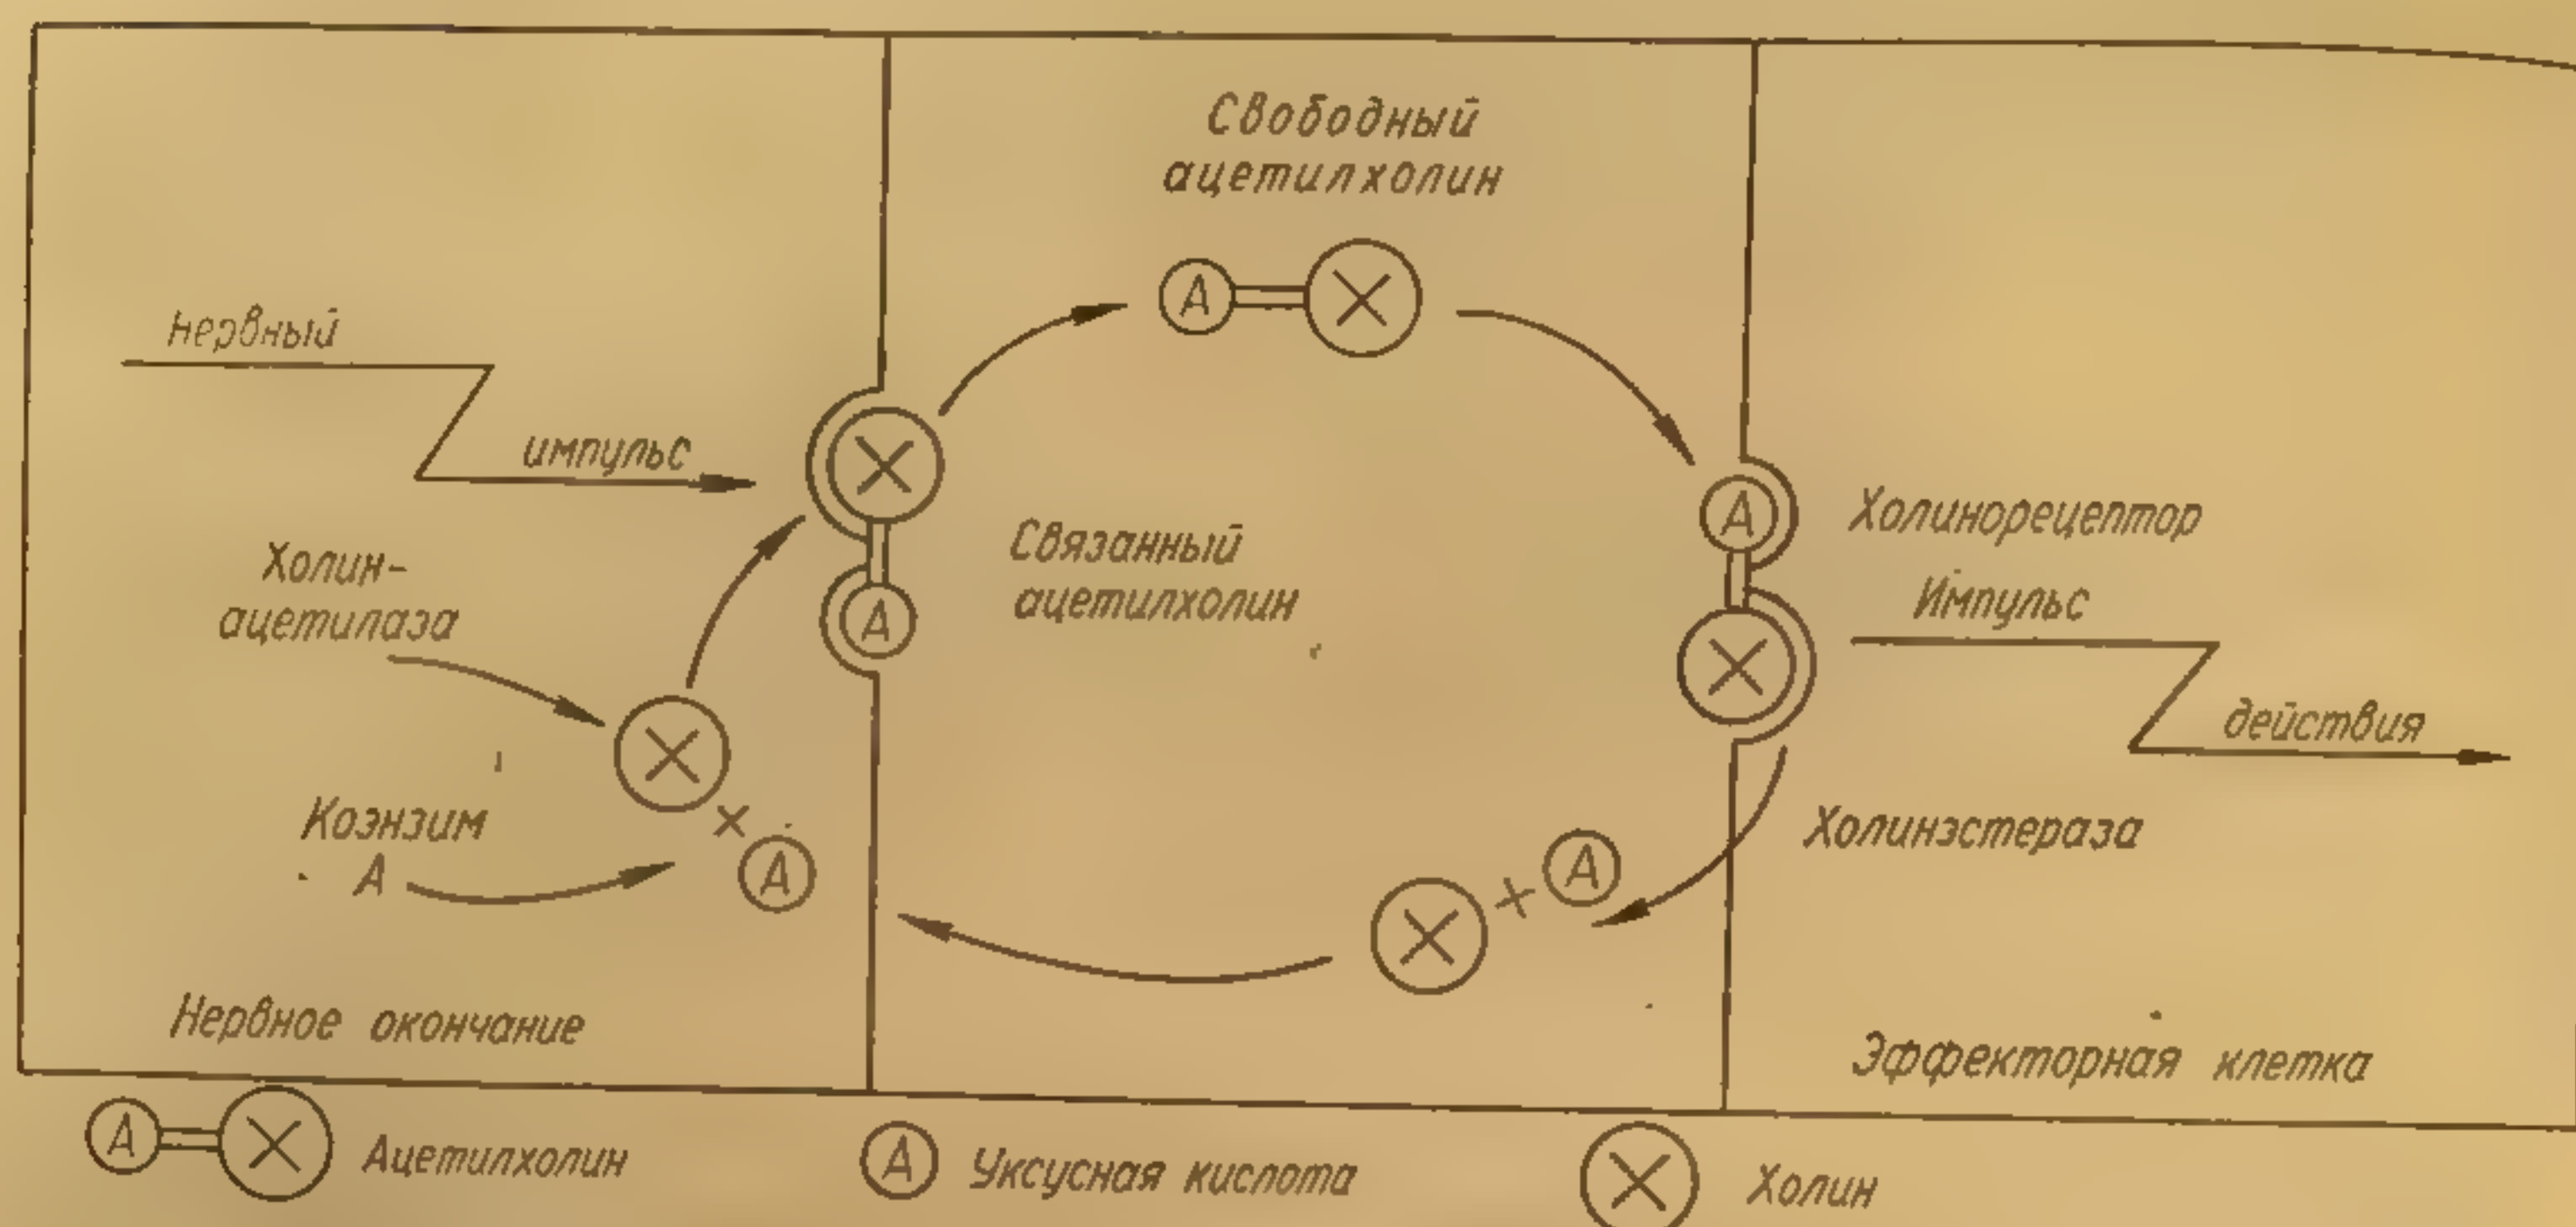 Свободный
ацетилхолин
А Х
Нервный
импульс
Х
А
Связанный
ацетилхолин
А
Х
Холинорецептор
Импульс
действия
Холин-
ацетилаза
Х
×
А
Коэнзим
А
Х + А
Холинэстераза
Нервное окончание
Эффекторная клетка
А Х Ацетилхолин
А Уксусная кислота
Х Холин